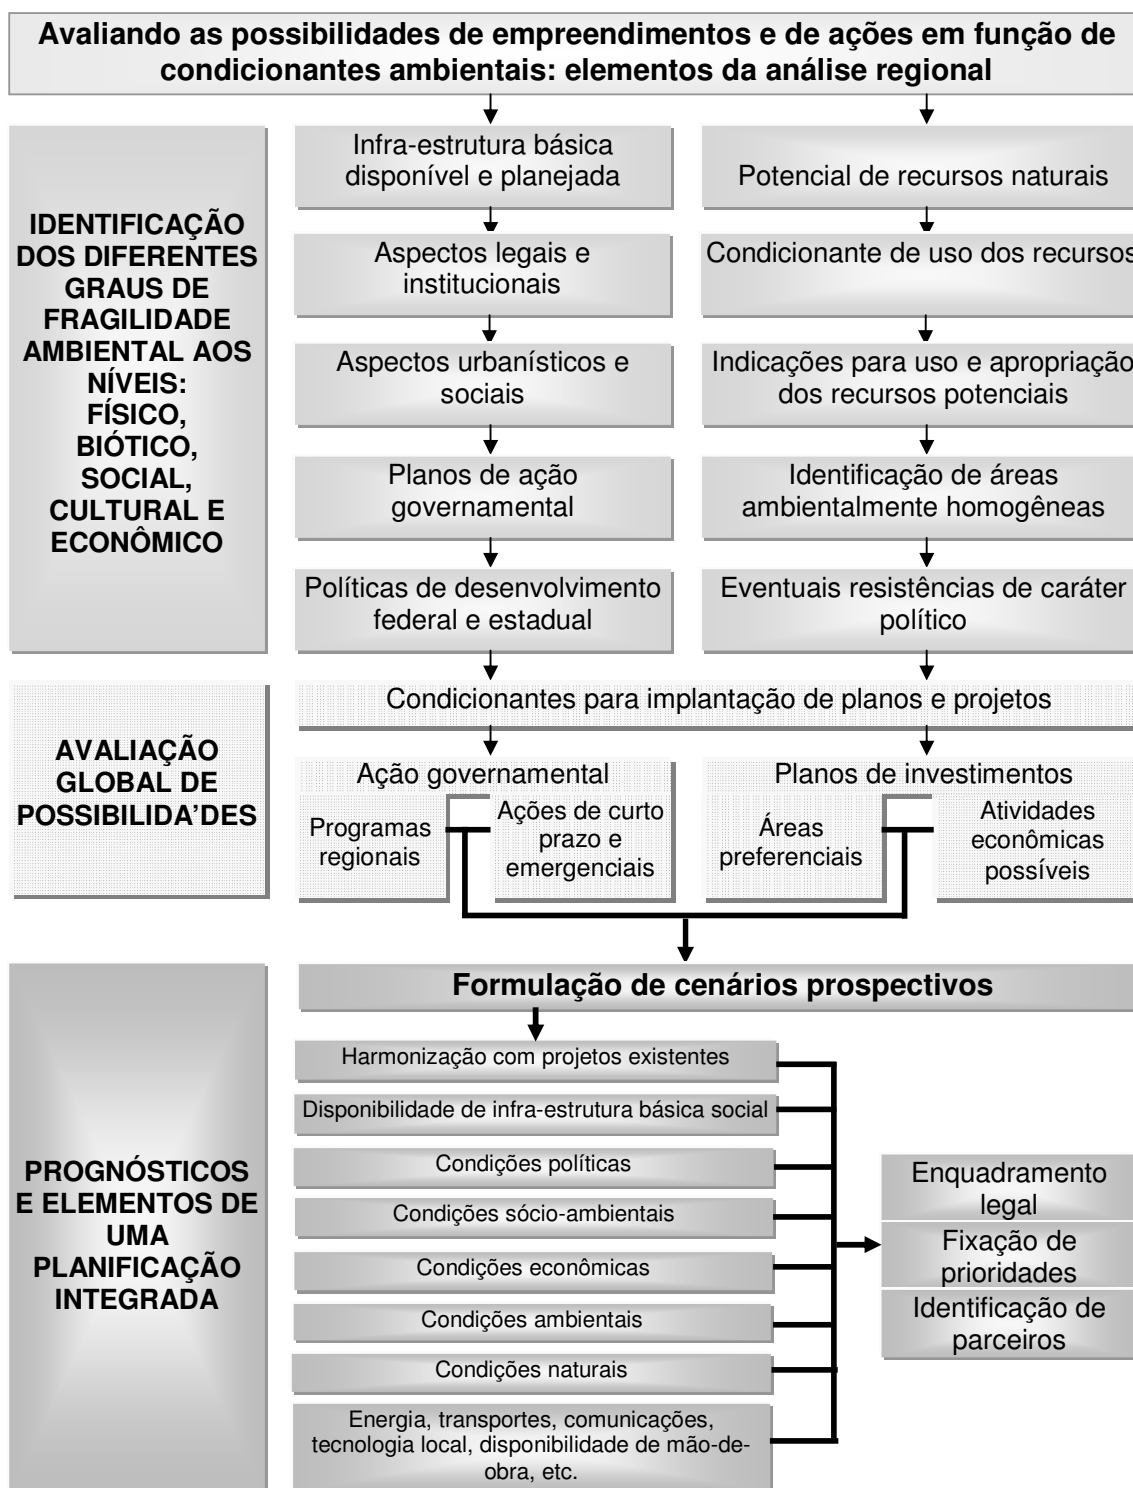 Avaliando as possibilidades de empreendimentos e de ações em função de
condicionantes ambientais: elementos da análise regional
IDENTIFICAÇÃO
DOS DIFERENTES
GRAUS DE
FRAGILIDADE
AMBIENTAL AOS
NÍVEIS:
FÍSICO,
BIÓTICO,
SOCIAL,
CULTURAL E
ECONÔMICO
Infra-estrutura básica
disponível e planejada
Potencial de recursos naturais
Aspectos legais e
institucionais
Condicionante de uso dos recursos
Aspectos urbanísticos e
sociais
Indicações para uso e apropriação
dos recursos potenciais
Planos de ação
governamental
Identificação de áreas
ambientalmente homogêneas
Políticas de desenvolvimento
federal e estadual
Eventuais resistências de caráter
político
AVALIAÇÃO
GLOBAL DE
POSSIBILIDA'DES
Condicionantes para implantação de planos e projetos
Ação governamental
Programas
regionais
Ações de curto
prazo e
emergenciais
Planos de investimentos
Áreas
preferenciais
Atividades
econômicas
possíveis
PROGNÓSTICOS
E ELEMENTOS DE
UMA
PLANIFICAÇÃO
INTEGRADA
Formulação de cenários prospectivos
Harmonização com projetos existentes
Disponibilidade de infra-estrutura básica social
Condições políticas
Condições sócio-ambientais
Condições econômicas
Condições ambientais
Condições naturais
Energia, transportes, comunicações,
tecnologia local, disponibilidade de mão-de-
obra, etc.
Enquadramento
legal
Fixação de
prioridades
Identificação de
parceiros